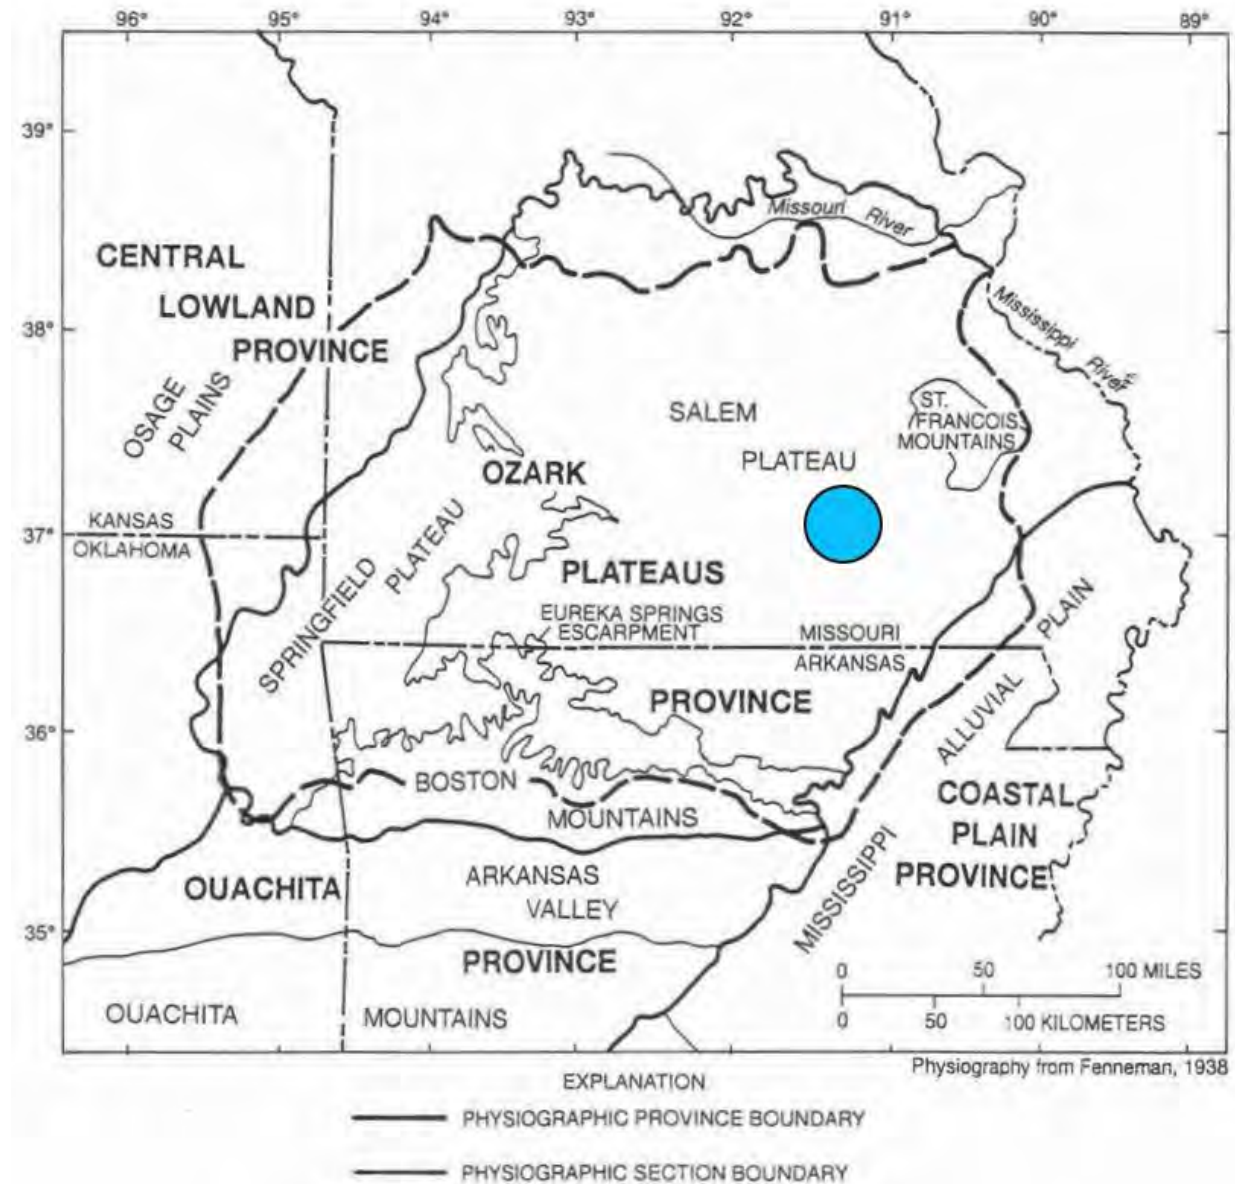 96° 95° 94° 93° 92° 91° 90° 89°
39°
Missouri River
CENTRAL
LOWLAND
PROVINCE
Mississippi River
38°
OSAGE
PLAINS
SALEM
PLATEAU
ST.
FRANCOIS
MOUNTAINS
OZARK
KANSAS
37°
OKLAHOMA
SPRINGFIELD PLATEAU
PLATEAUS
EUREKA SPRINGS
ESCARPMENT
MISSOURI
ARKANSAS
PROVINCE
36°
BOSTON
MOUNTAINS
MISSISSIPPI ALLUVIAL PLAIN
COASTAL
PLAIN
PROVINCE
ARKANSAS
VALLEY
OUACHITA
35°
PROVINCE
0 50 100 MILES
0 50 100 KILOMETERS
OUACHITA MOUNTAINS
Physiography from Fenneman, 1938
EXPLANATION
PHYSIOGRAPHIC PROVINCE BOUNDARY
PHYSIOGRAPHIC SECTION BOUNDARY